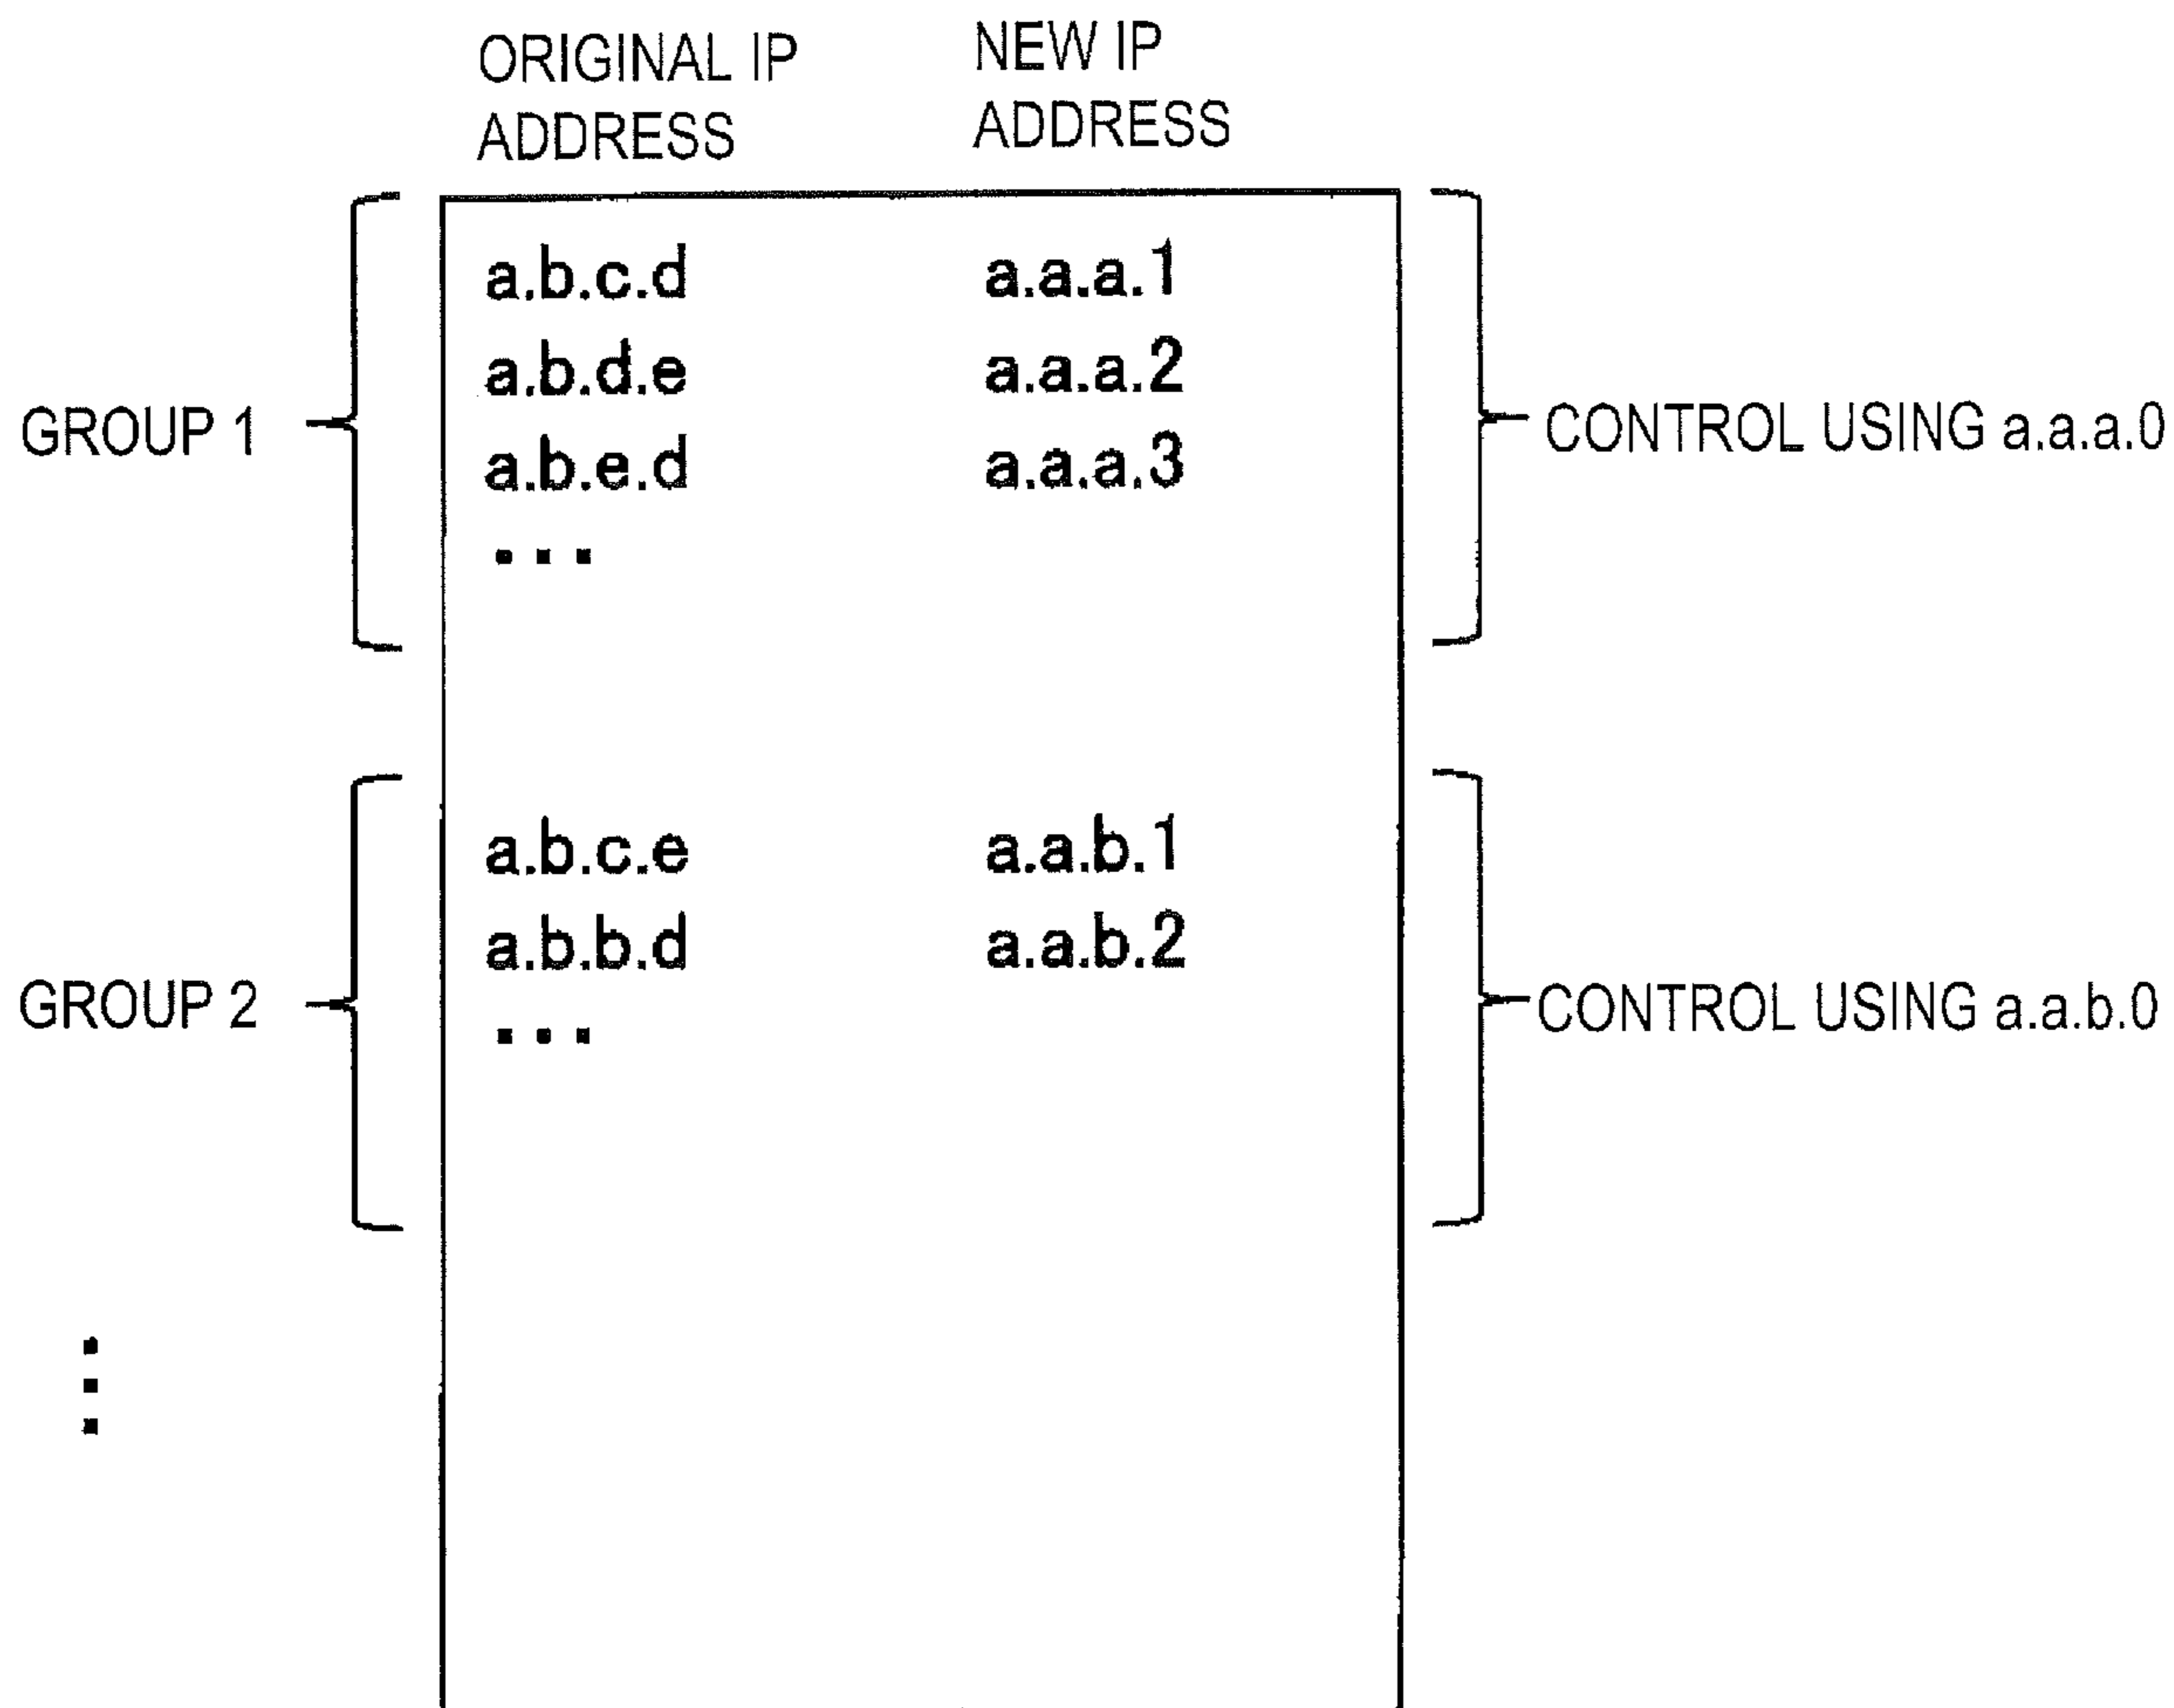 ORIGINAL IP ADDRESS
NEW IP ADDRESS
GROUP 1
a.b.c.d a.a.a.1
a.b.d.e a.a.a.2
a.b.e.d a.a.a.3
...
CONTROL USING a.a.a.0
GROUP 2
a.b.c.e a.a.b.1
a.b.b.d a.a.b.2
...
CONTROL USING a.a.b.0